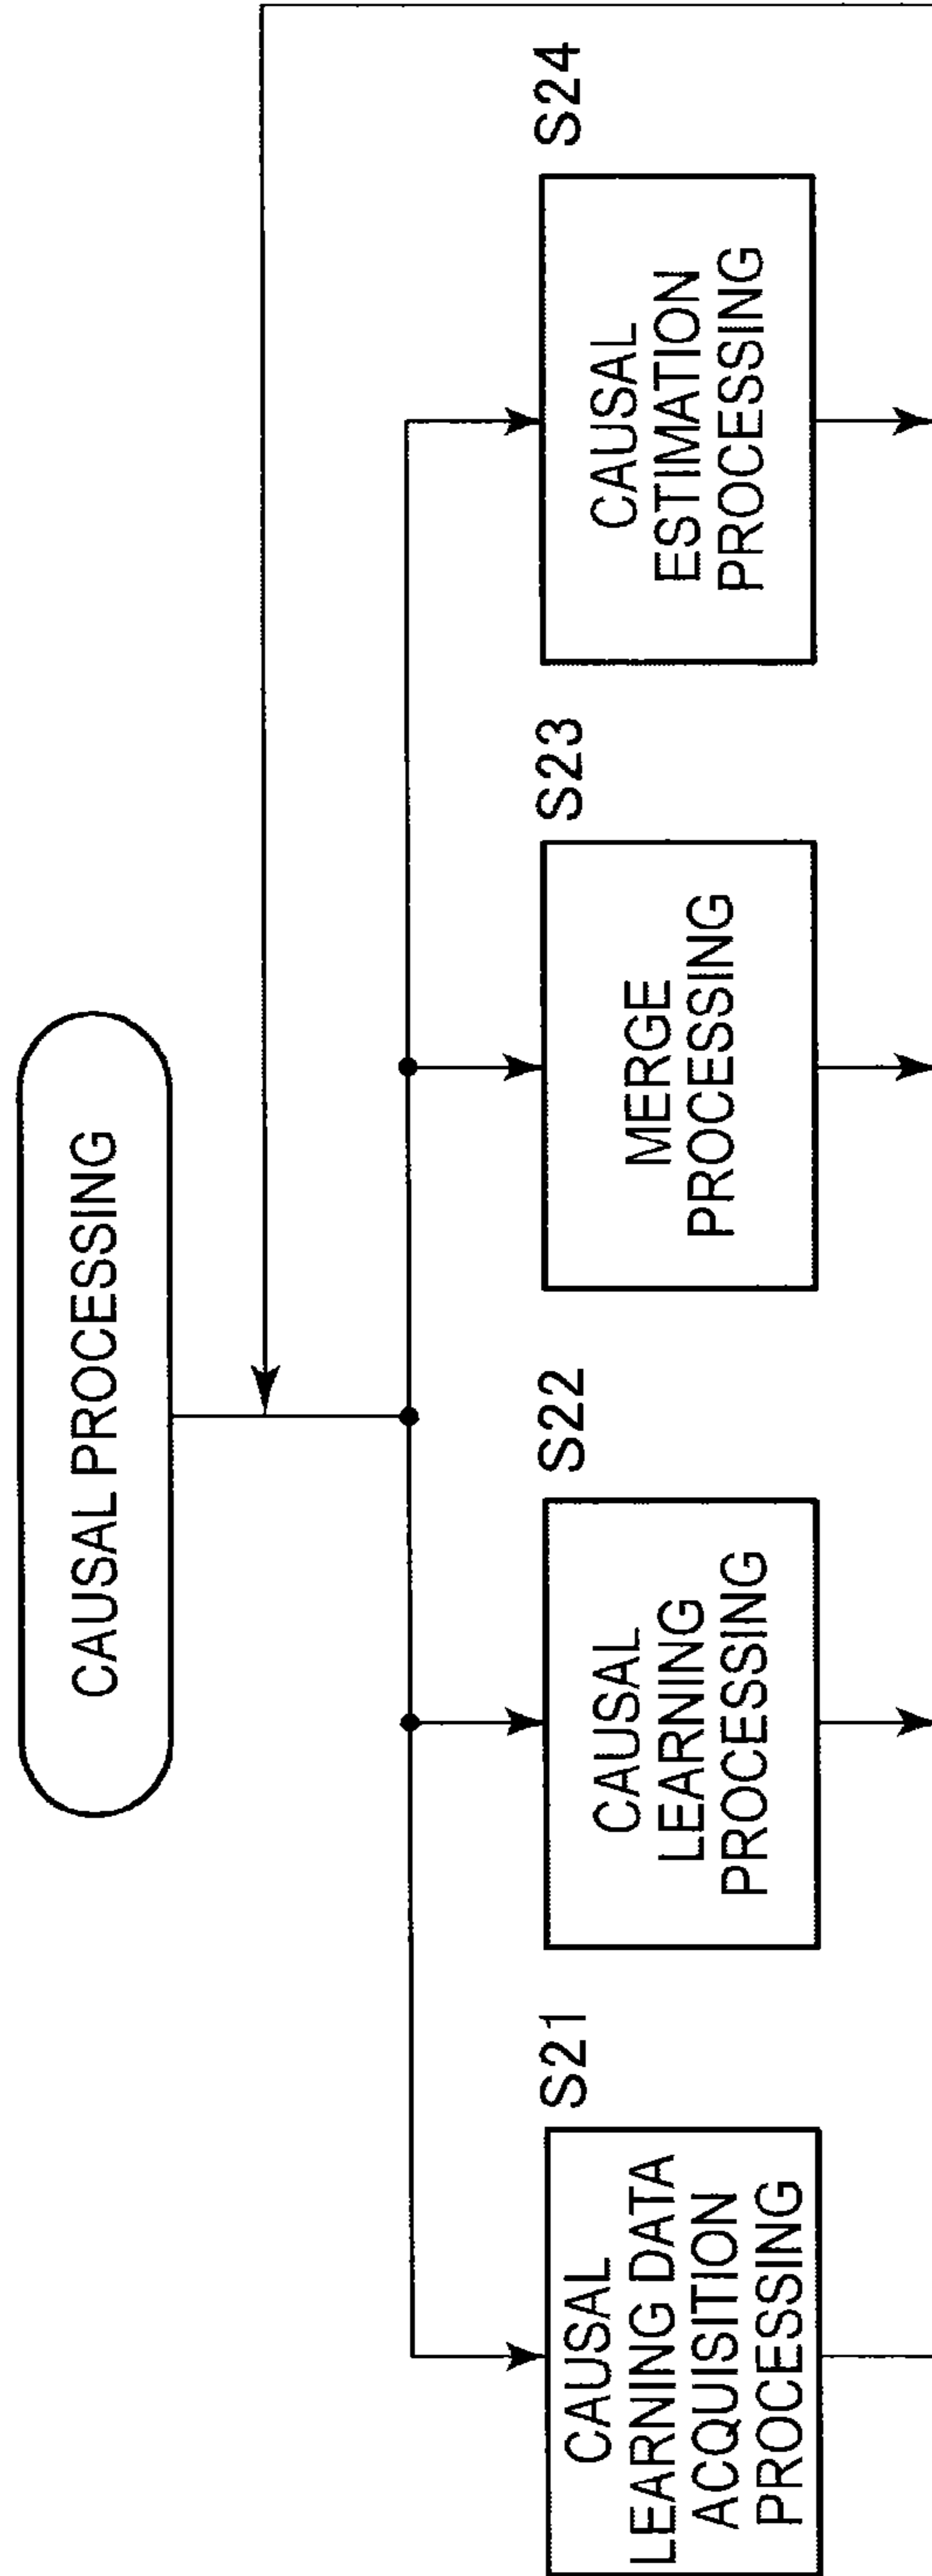 CAUSAL PROCESSING
S21
CAUSAL
LEARNING DATA
ACQUISITION
PROCESSING
S22
CAUSAL
LEARNING
PROCESSING
S23
MERGE
PROCESSING
S24
CAUSAL
ESTIMATION
PROCESSING